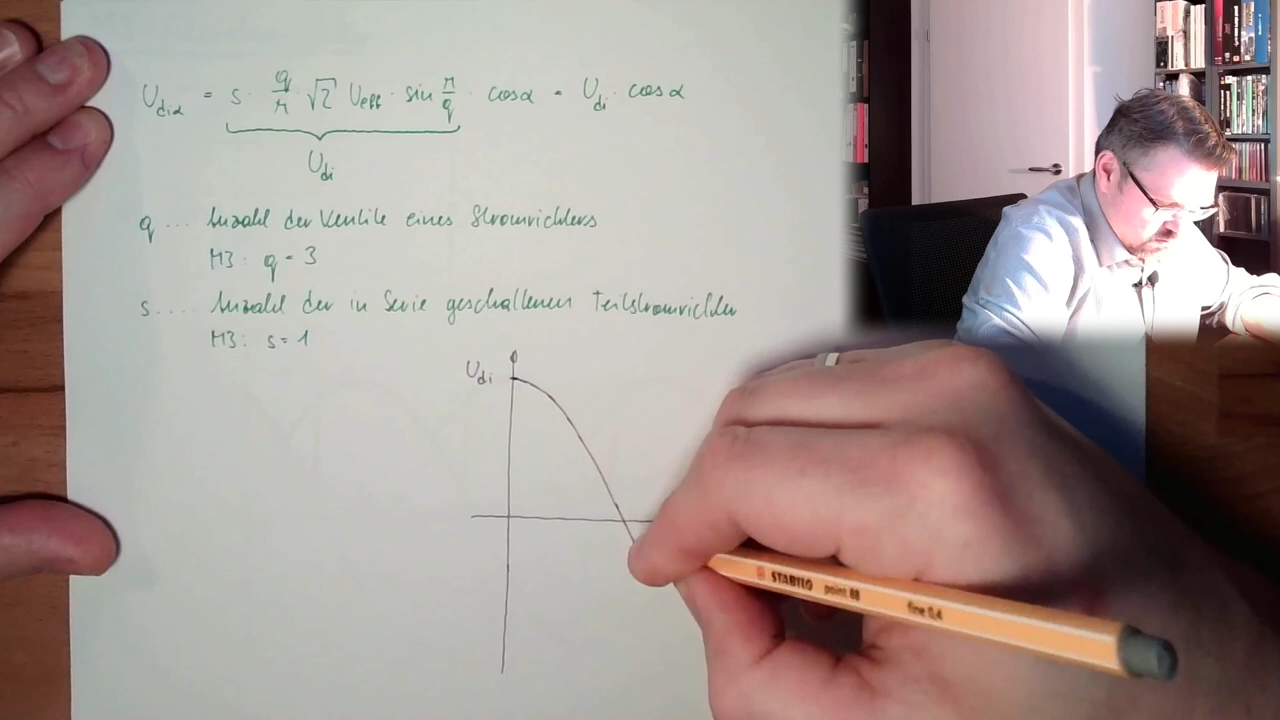 U_diα = s · q/π · √2 U_eff · sin π/q · cos α = U_di · cos α
U_di
q ... Anzahl der Ventile eines Stromrichters
M3: q = 3
s .... Anzahl der in Serie geschaltenen Teilstromrichter
M3: s = 1
U_di
STABILO point 88 fine 0,4